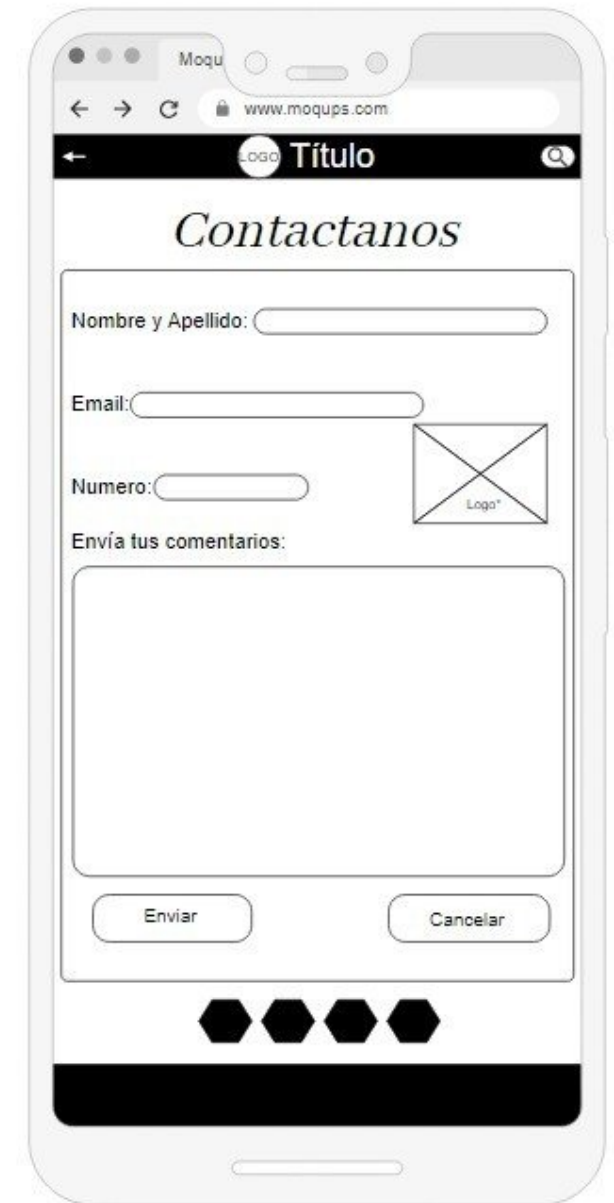 Moqu
www.moqups.com
LOGO Título
Contactanos
Nombre y Apellido:
Email:
Numero:
Logo*
Envía tus comentarios:
Enviar
Cancelar